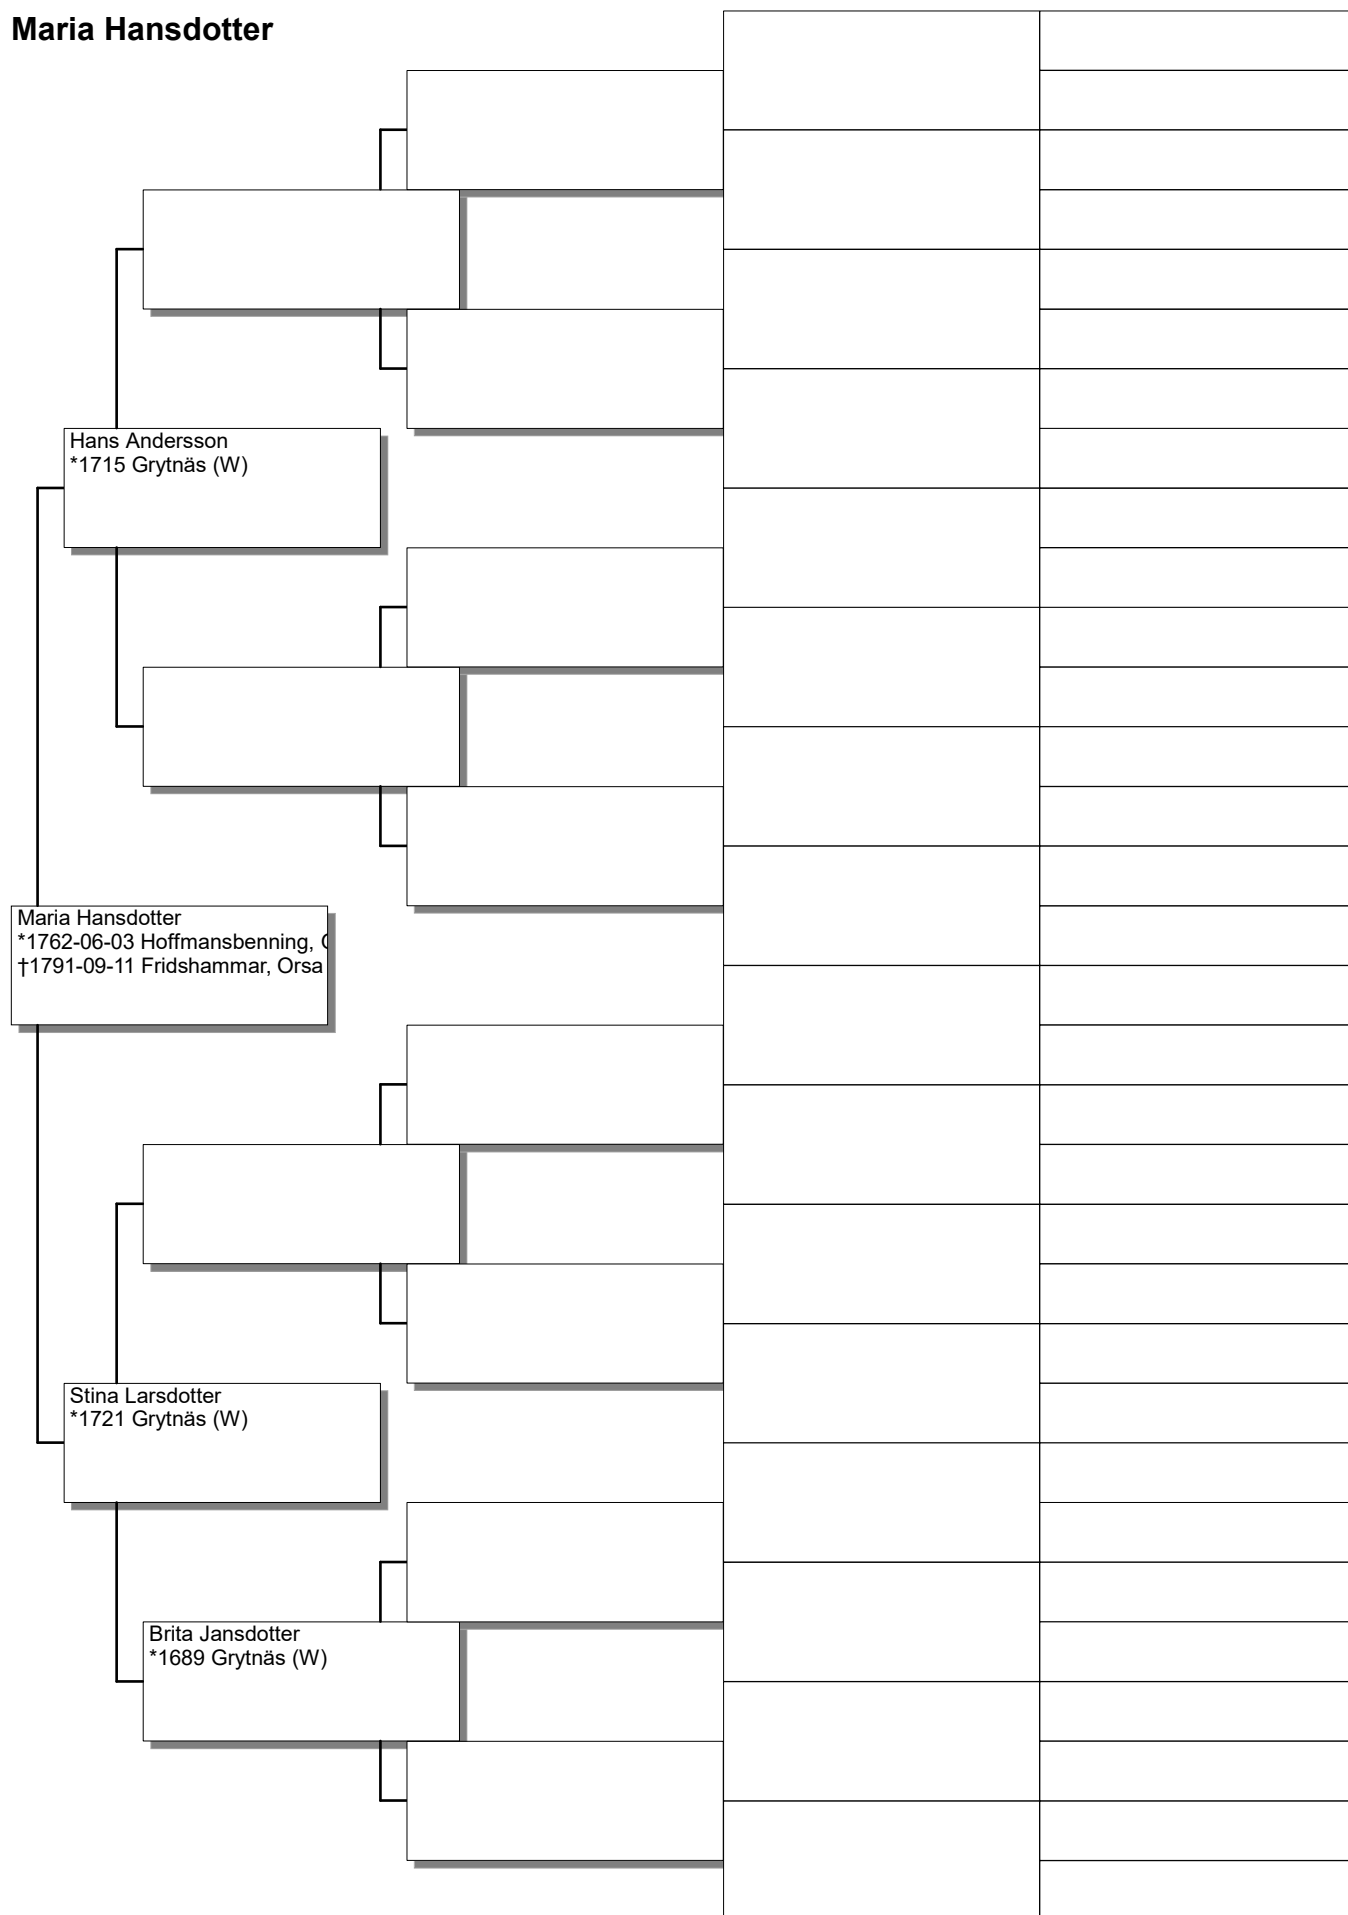 Maria Hansdotter
Hans Andersson
*1715 Grytnäs (W)
Maria Hansdotter
*1762-06-03 Hoffmansbenning,
†1791-09-11 Fridshammar, Orsa
Stina Larsdotter
*1721 Grytnäs (W)
Brita Jansdotter
*1689 Grytnäs (W)